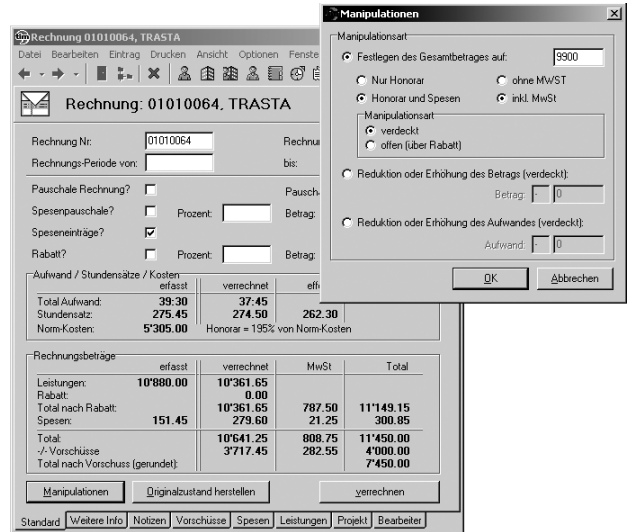 Rechnung 01010064, TRASTA
Datei Bearbeiten Eintrag Drucken Ansicht Optionen Fenste
Rechnung: 01010064, TRASTA
Rechnung Nr: 01010064 Rechnu
Rechnungs-Periode von: bis:
Pauschale Rechnung? Pausch
Spesenpauschale? Prozent: Betrag:
Speseneinträge?
Rabatt? Prozent: Betrag:
Aufwand / Stundensätze / Kosten
erfasst verrechnet eff
Total Aufwand: 39:30 37:45
Stundensatz: 275.45 274.50 262.30
Norm-Kosten: 5'305.00 Honorar = 195% von Norm-Kosten
Rechnungsbeträge
erfasst verrechnet MwSt Total
Leistungen: 10'880.00 10'361.65
Rabatt: 0.00
Total nach Rabatt: 10'361.65 787.50 11'149.15
Spesen: 151.45 279.60 21.25 300.85
Total: 10'641.25 808.75 11'450.00
-/- Vorschüsse 3'717.45 282.55 4'000.00
Total nach Vorschuss (gerundet): 7'450.00
Manipulationen Originalzustand herstellen verrechnen
Standard Weitere Info Notizen Vorschüsse Spesen Leistungen Projekt Bearbeiter
Manipulationen
Manipulationsart
Festlegen des Gesamtbetrages auf: 9900
Nur Honorar ohne MWST
Honorar und Spesen inkl. MwSt
Manipulationsart
verdeckt
offen (über Rabatt)
Reduktion oder Erhöhung des Betrags (verdeckt):
Betrag: - 0
Reduktion oder Erhöhung des Aufwandes (verdeckt):
Aufwand: - 0
OK Abbrechen